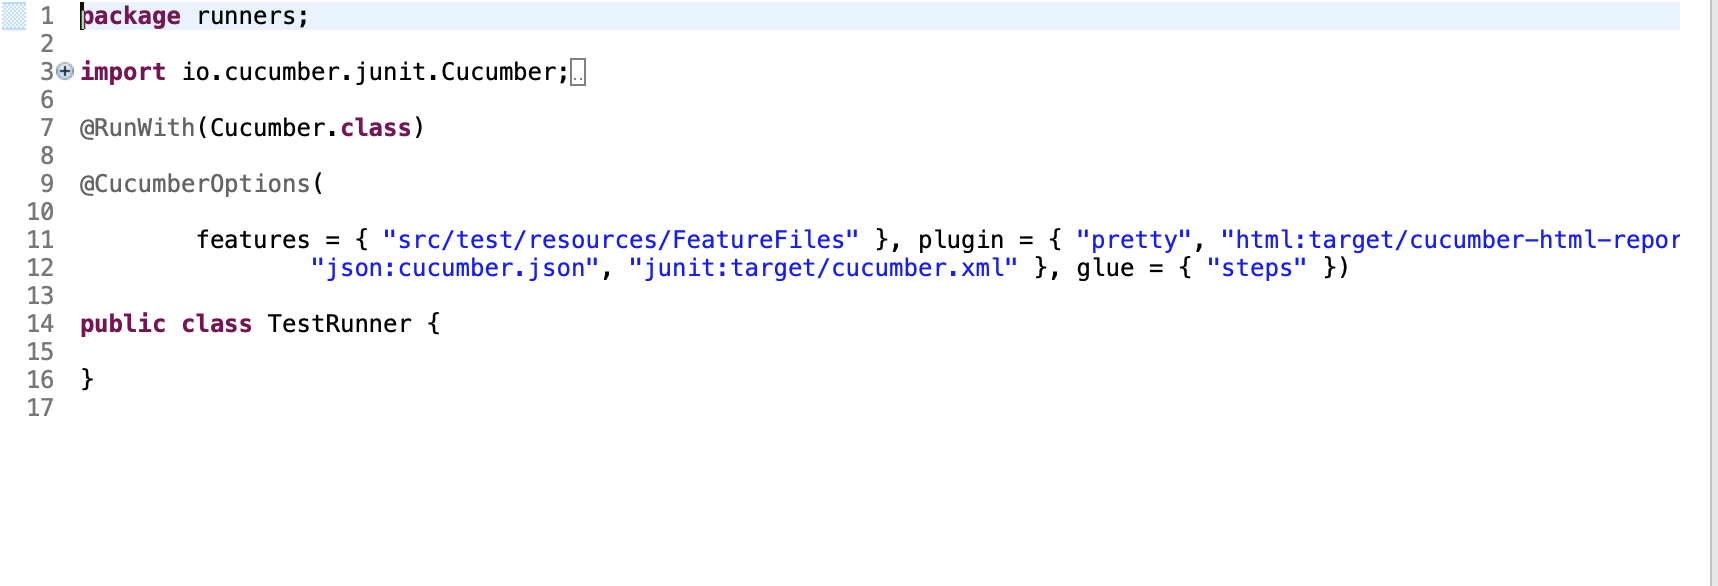 1 package runners;
2
3 import io.cucumber.junit.Cucumber;
6
7 @RunWith(Cucumber.class)
8
9 @CucumberOptions(
10
11 features = { "src/test/resources/FeatureFiles" }, plugin = { "pretty", "html:target/cucumber-html-repor
12 "json:cucumber.json", "junit:target/cucumber.xml" }, glue = { "steps" })
13
14 public class TestRunner {
15
16 }
17